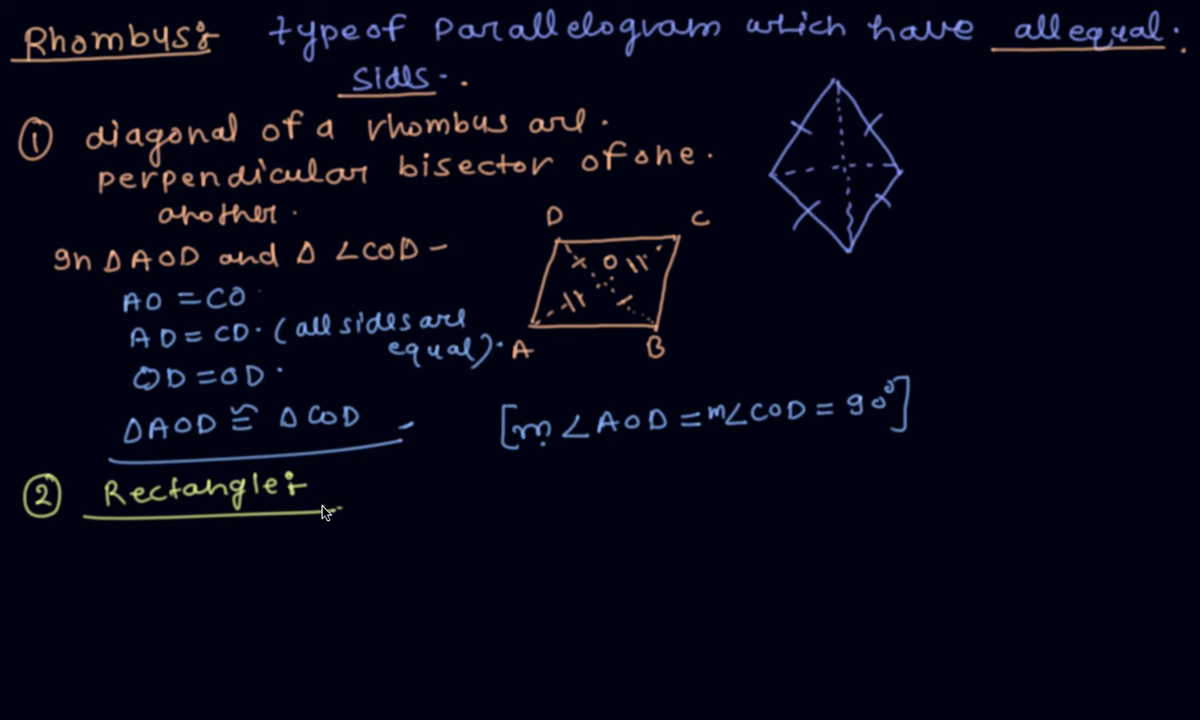 Rhombus:- type of parallelogram which have all equal.
sides.
① diagonal of a rhombus are.
perpendicular bisector of one.
another.
In Δ AOD and Δ ∠COD -
AO = CO
AD = CD. (all sides are
equal).
OD = OD.
ΔAOD ≅ Δ COD
D C
O
A B
[m ∠ AOD = m∠COD = 90°]
② Rectangle:-